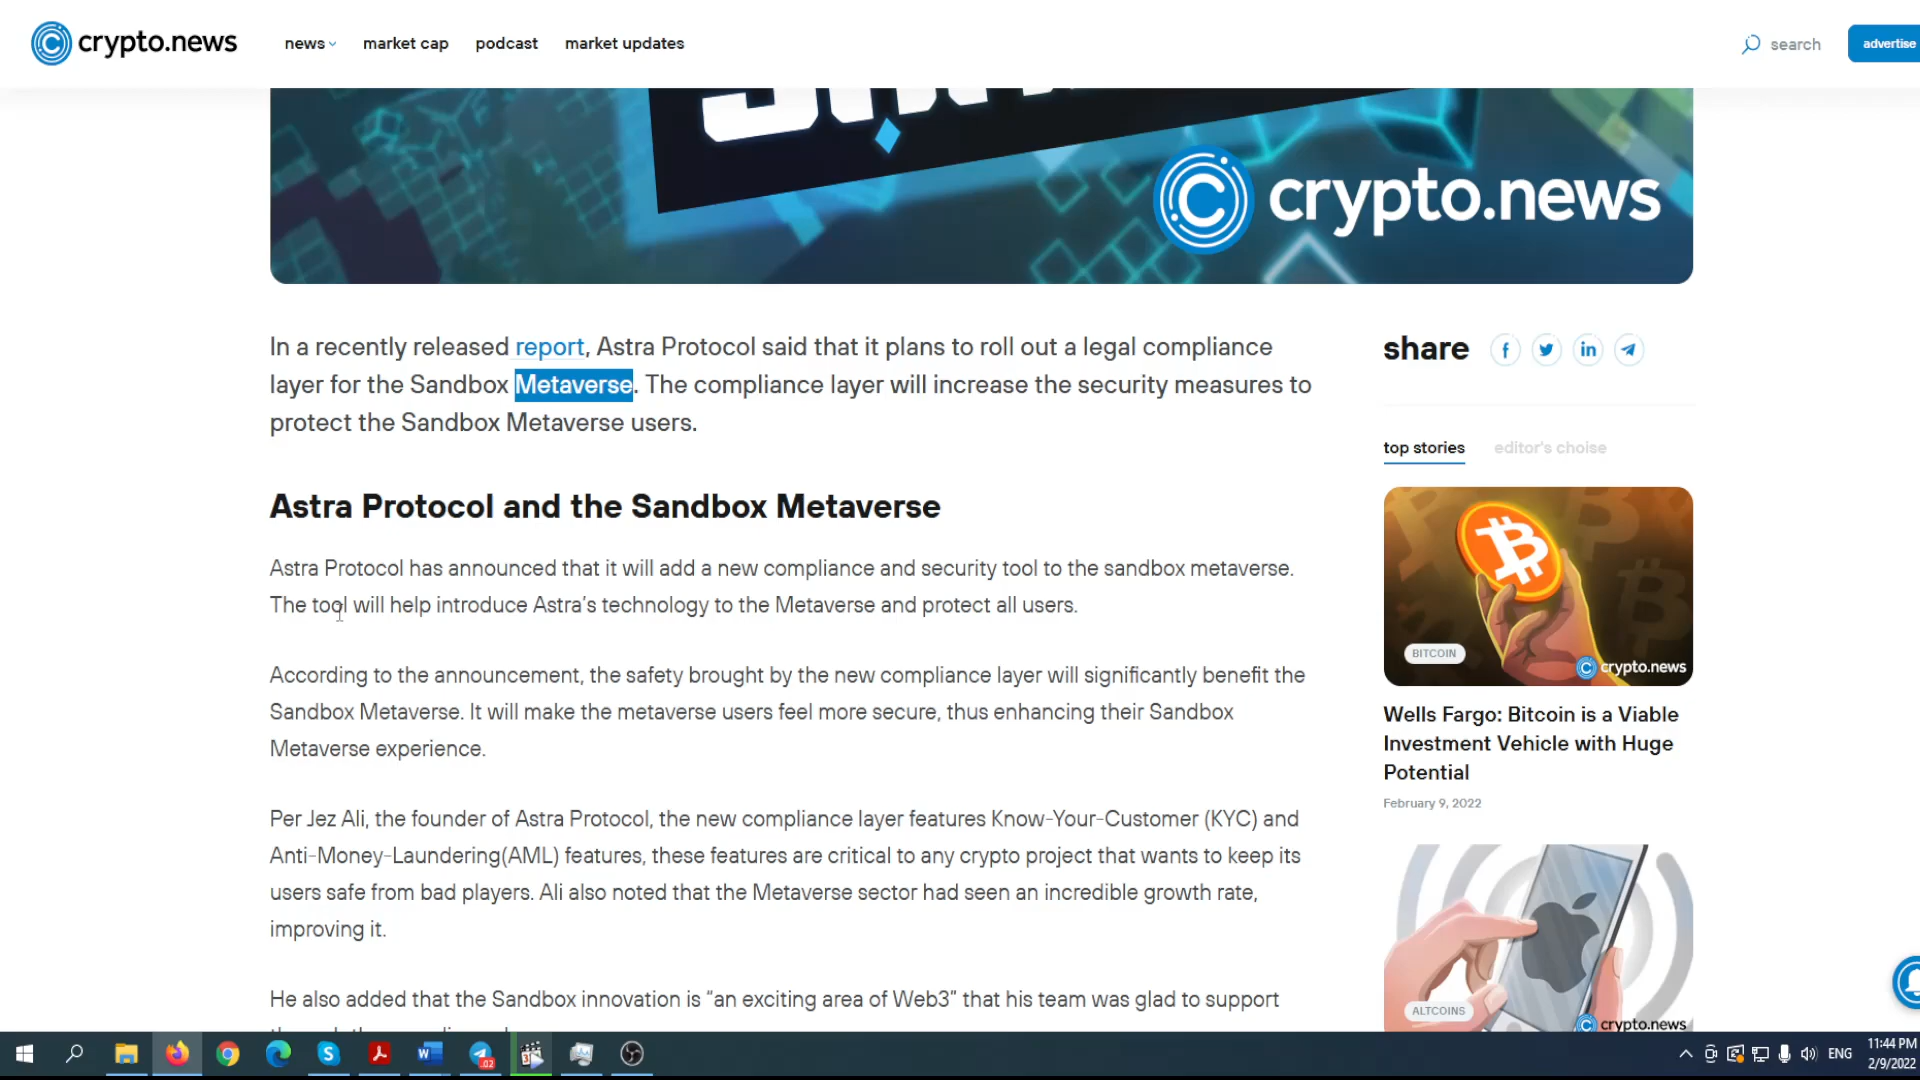 crypto.news
news
market cap
podcast
market updates
search
advertise
crypto.news
In a recently released report, Astra Protocol said that it plans to roll out a legal compliance
layer for the Sandbox Metaverse. The compliance layer will increase the security measures to
protect the Sandbox Metaverse users.
share
top stories
editor's choise
Astra Protocol and the Sandbox Metaverse
Astra Protocol has announced that it will add a new compliance and security tool to the sandbox metaverse.
The tool will help introduce Astra's technology to the Metaverse and protect all users.
According to the announcement, the safety brought by the new compliance layer will significantly benefit the
Sandbox Metaverse. It will make the metaverse users feel more secure, thus enhancing their Sandbox
Metaverse experience.
Per Jez Ali, the founder of Astra Protocol, the new compliance layer features Know-Your-Customer (KYC) and
Anti-Money-Laundering(AML) features, these features are critical to any crypto project that wants to keep its
users safe from bad players. Ali also noted that the Metaverse sector had seen an incredible growth rate,
improving it.
He also added that the Sandbox innovation is “an exciting area of Web3” that his team was glad to support
BITCOIN
crypto.news
Wells Fargo: Bitcoin is a Viable
Investment Vehicle with Huge
Potential
February 9, 2022
ALTCOINS
crypto.news
ENG
11:44 PM
2/9/2022